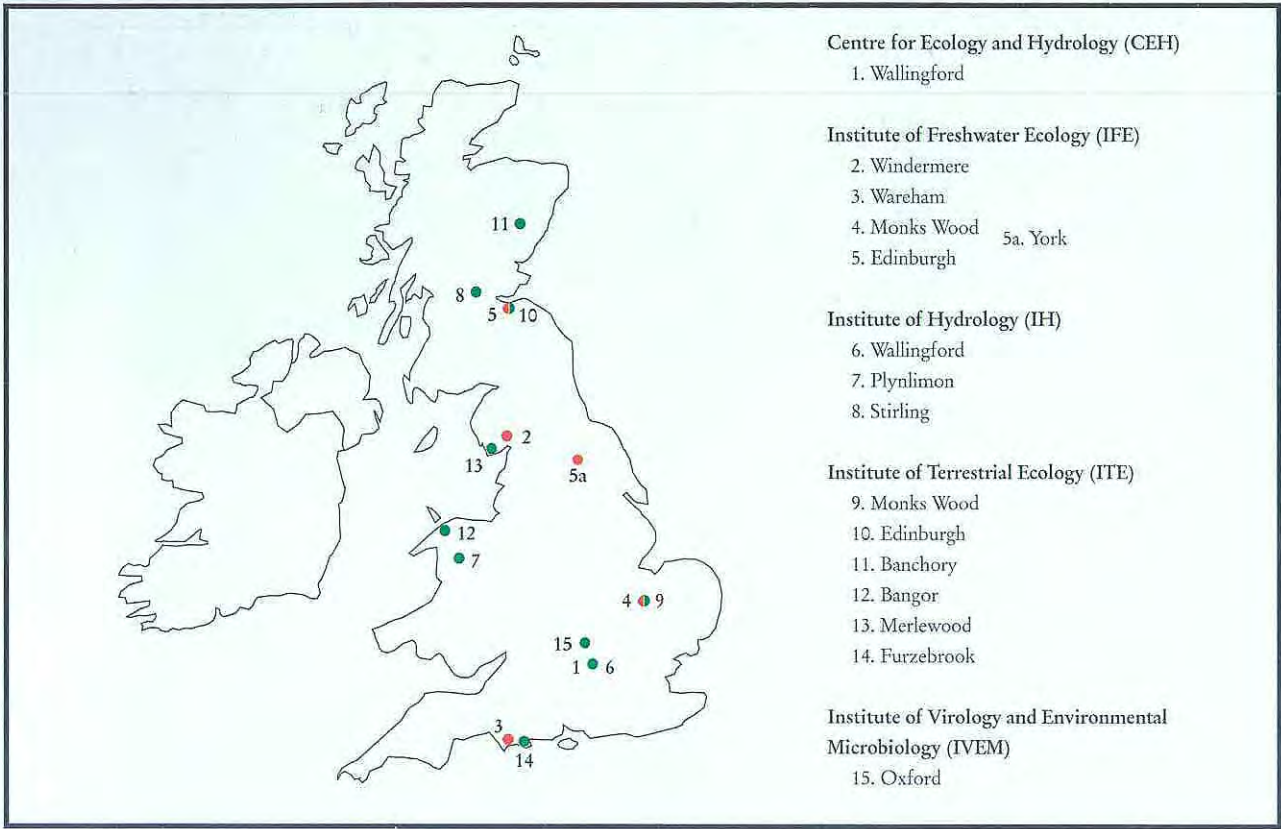 11
8
5 10
2
13
5a
12
7
4 9
15
1 6
3
14
Centre for Ecology and Hydrology (CEH)
1. Wallingford
Institute of Freshwater Ecology (IFE)
2. Windermere
3. Wareham
4. Monks Wood
5a. York
5. Edinburgh
Institute of Hydrology (IH)
6. Wallingford
7. Plynlimon
8. Stirling
Institute of Terrestrial Ecology (ITE)
9. Monks Wood
10. Edinburgh
11. Banchory
12. Bangor
13. Merlewood
14. Furzebrook
Institute of Virology and Environmental
Microbiology (IVEM)
15. Oxford